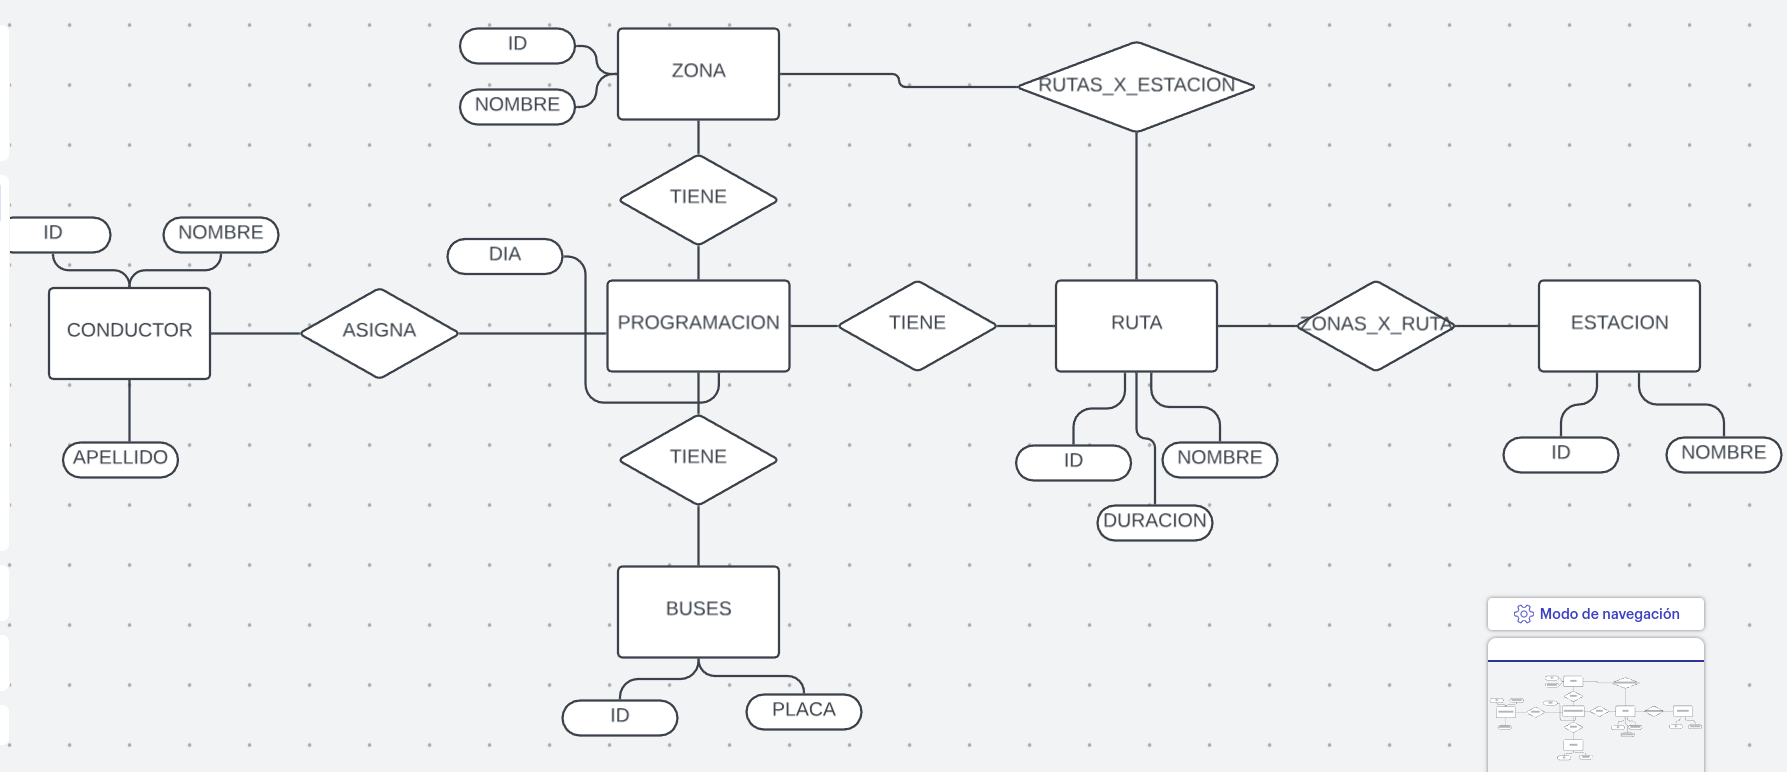 ID
ZONA
RUTAS_X_ESTACION
NOMBRE
TIENE
ID
NOMBRE
DIA
CONDUCTOR
ASIGNA
PROGRAMACION
TIENE
RUTA
ZONAS_X_RUTA
ESTACION
APELLIDO
TIENE
ID
NOMBRE
ID
NOMBRE
DURACION
BUSES
Modo de navegación
ID
PLACA